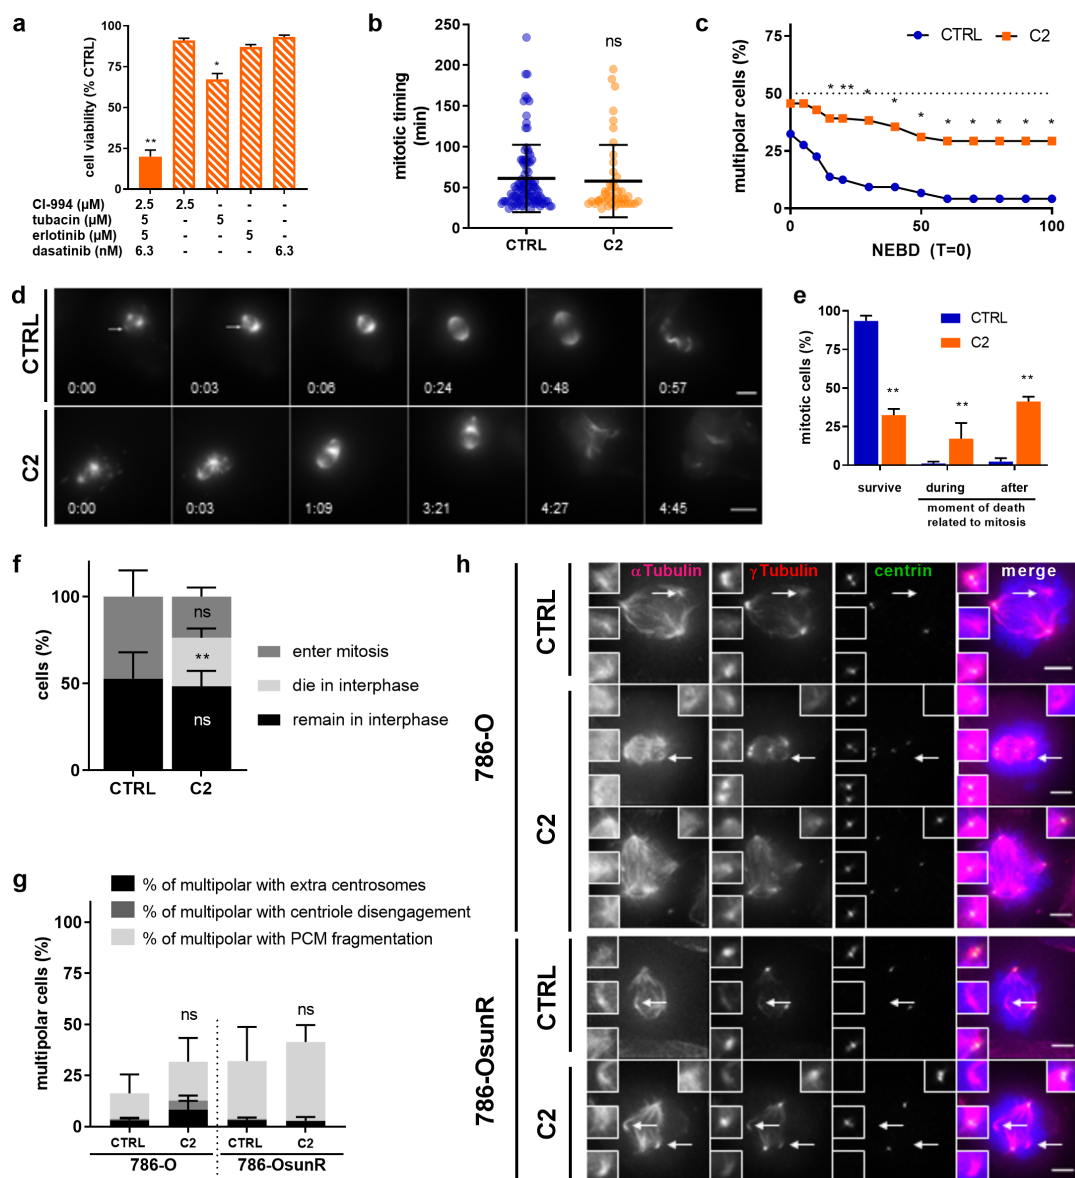 a
cell viability (% CTRL)
100
75
50
25
0
**
*
CI-994 (µM) 2.5 2.5 - - -
tubacin (µM) 5 - 5 - -
erlotinib (µM) 5 - - 5 -
dasatinib (nM) 6.3 - - - 6.3
b
mitotic timing
(min)
250
200
150
100
50
0
ns
CTRL C2
c
CTRL C2
multipolar cells (%)
75
50
25
0
* ** * * * * * * * *
0 50 100
NEBD (T=0)
d
CTRL
0:00 0:03 0:06 0:24 0:48 0:57
C2
0:00 0:03 1:09 3:21 4:27 4:45
e
mitotic cells (%)
100
75
50
25
0
CTRL
C2
** ** **
survive during after
moment of death
related to mitosis
f
cells (%)
100
50
0
ns
**
ns
CTRL C2
enter mitosis
die in interphase
remain in interphase
g
% of multipolar with extra centrosomes
% of multipolar with centriole disengagement
% of multipolar with PCM fragmentation
multipolar cells (%)
100
50
25
0
ns ns
CTRL C2 CTRL C2
786-O 786-OsunR
h
αTubulin γTubulin centrin merge
786-O
CTRL
C2
786-OsunR
CTRL
C2